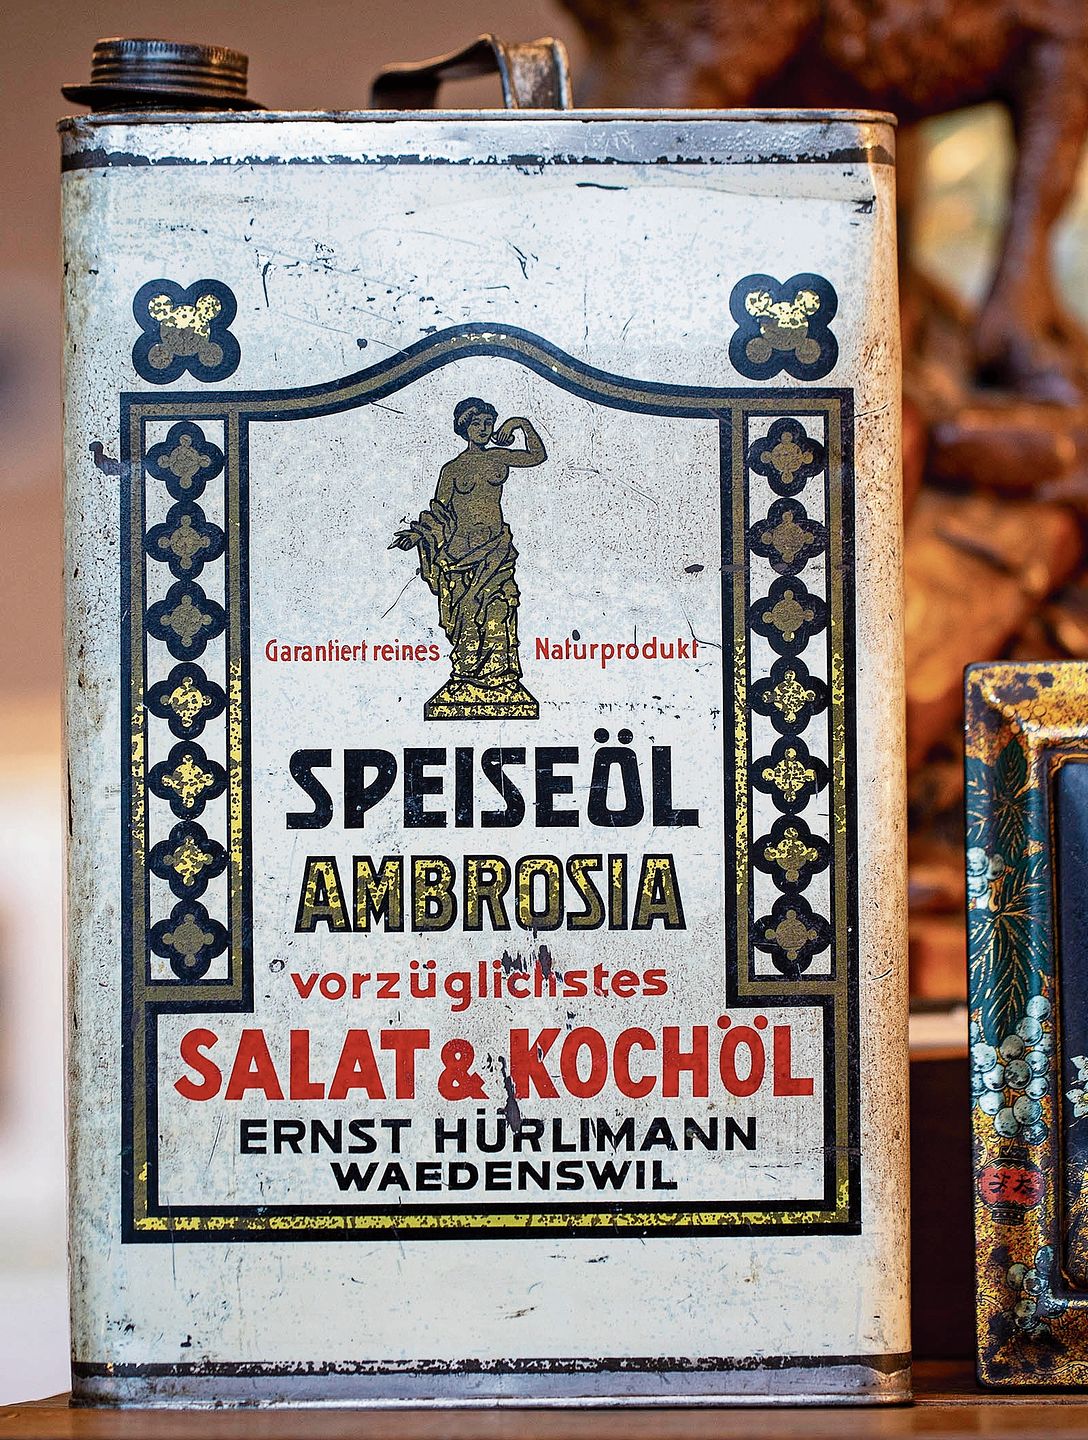 Garantiert reines Naturprodukt
SPEISEÖL
AMBROSIA
vorzüglichstes
SALAT & KOCHÖL
ERNST HÜRLIMANN
WAEDENSWIL